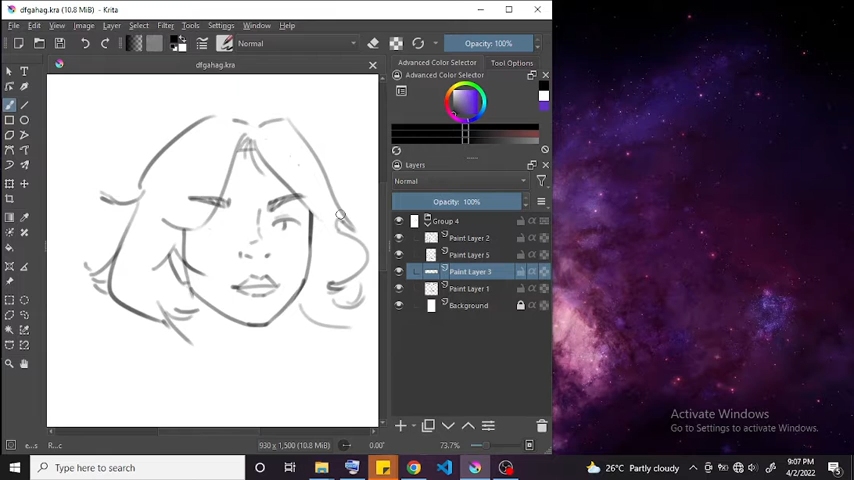 dfgahag.kra (10.8 MiB) - Krita
File Edit View Image Layer Select Filter Tools Settings Window Help
Normal
Opacity: 100%
dfgahag.kra
Advanced Color Selector
Tool Options
Advanced Color Selector
Layers
Normal
Opacity: 100%
Group 4
Paint Layer 2
Paint Layer 5
Paint Layer 3
Paint Layer 1
Background
e...s
R...c
930 x 1,500 (10.8 MiB)
0.00°
73.7%
Activate Windows
Go to Settings to activate Windows.
Type here to search
26°C Partly cloudy
9:07 PM
4/2/2022
5